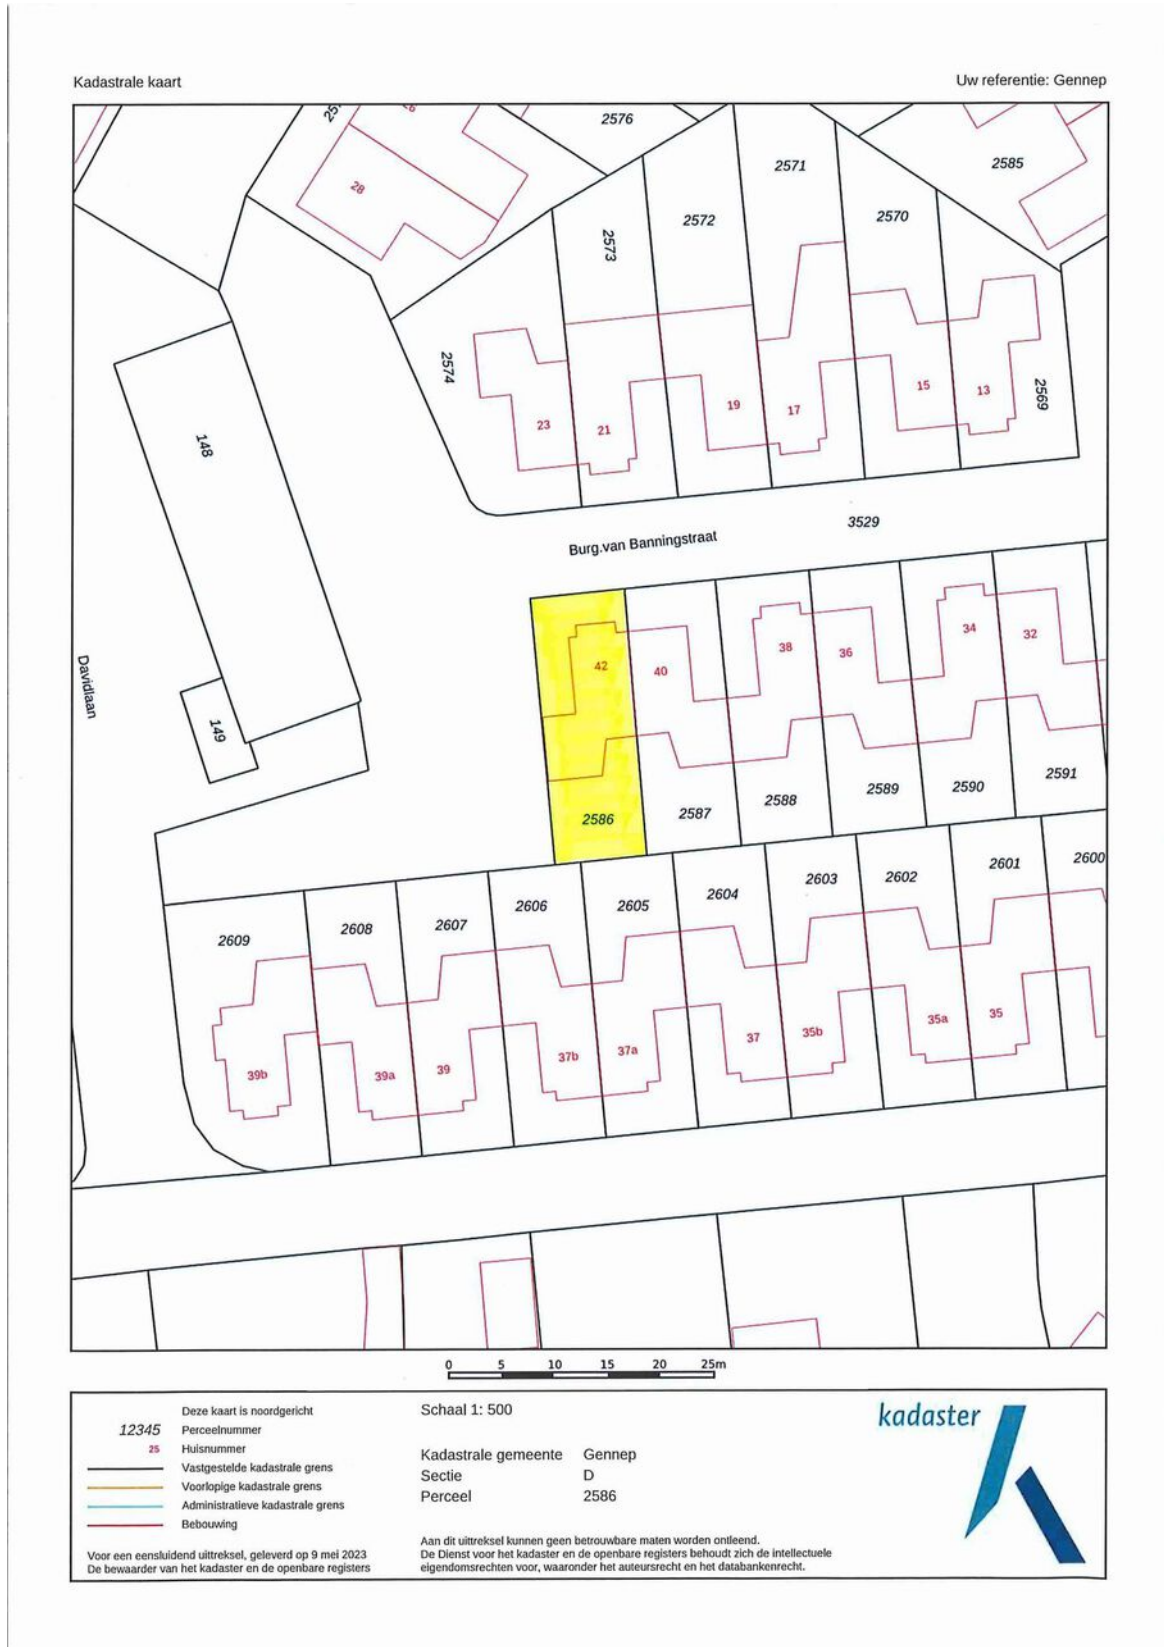 Kadastrale kaart
Uw referentie: Gennep
2576
2571
2585
28
2573
2572
2570
2574
2569
23
21
19
17
15
13
148
3529
Burg.van Banningstraat
Davidlaan
149
42
40
38
36
34
32
2586
2587
2588
2589
2590
2591
2609
2608
2607
2606
2605
2604
2603
2602
2601
2600
39b
39a
39
37b
37a
37
35b
35a
35
0 5 10 15 20 25m
Deze kaart is noordgericht
12345 Perceelnummer
25 Huisnummer
Vastgestelde kadastrale grens
Voorlopige kadastrale grens
Administratieve kadastrale grens
Bebouwing
Voor een eensluidend uittreksel, geleverd op 9 mei 2023
De bewaarder van het kadaster en de openbare registers
Schaal 1: 500
Kadastrale gemeente Gennep
Sectie D
Perceel 2586
Aan dit uittreksel kunnen geen betrouwbare maten worden ontleend.
De Dienst voor het kadaster en de openbare registers behoudt zich de intellectuele
eigendomsrechten voor, waaronder het auteursrecht en het databankenrecht.
kadaster